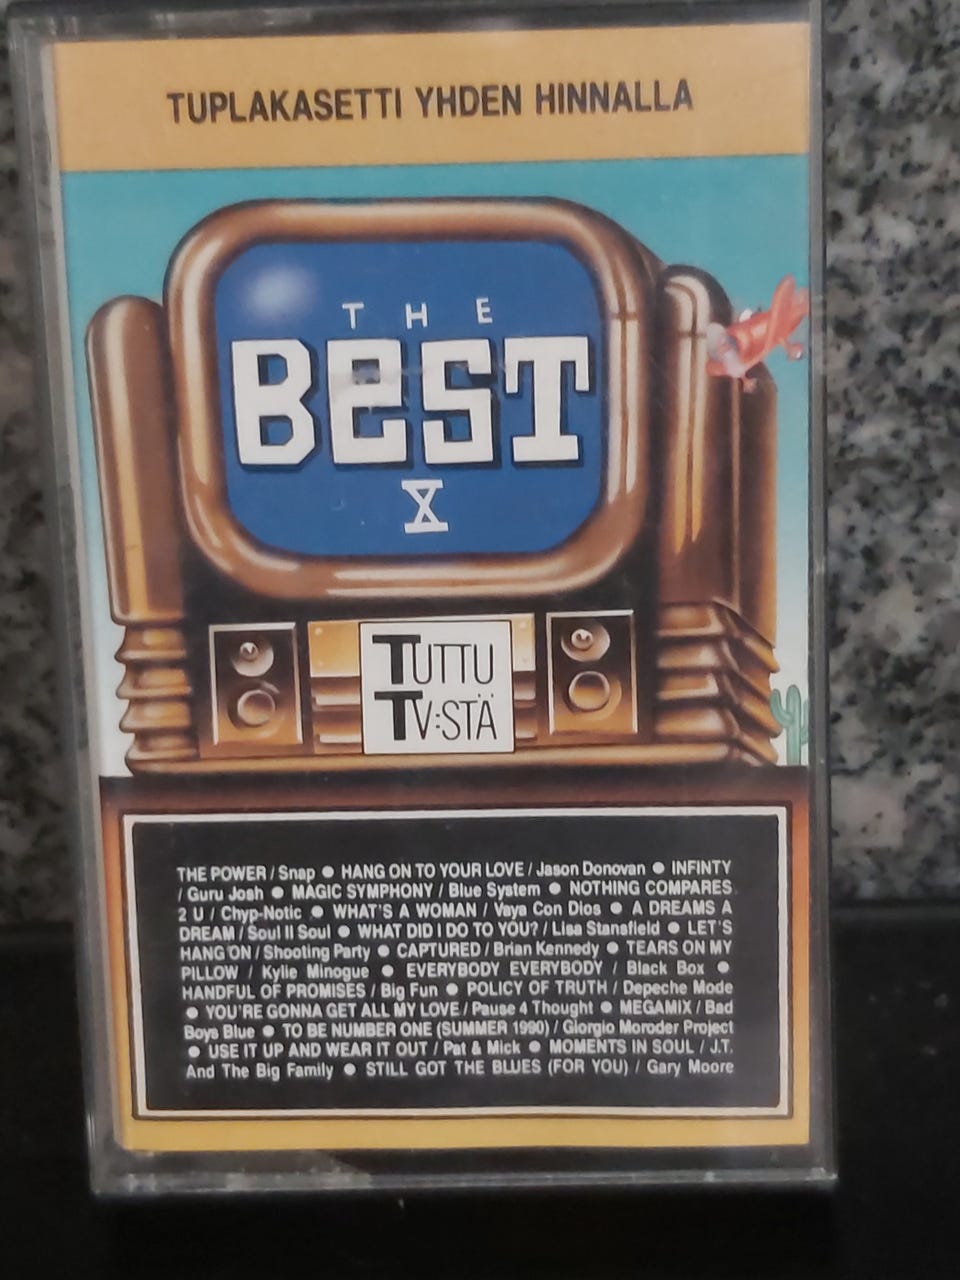 TUPLAKASETTI YHDEN HINNALLA
THE
BEST
X
TUTTU
TV:STÄ
THE POWER / Snap ● HANG ON TO YOUR LOVE / Jason Donovan ● INFINTY
/ Guru Josh ● MAGIC SYMPHONY / Blue System ● NOTHING COMPARES
2 U / Chyp-Notic ● WHAT'S A WOMAN / Vaya Con Dios ● A DREAMS A
DREAM / Soul II Soul ● WHAT DID I DO TO YOU? / Lisa Stansfield ● LET'S
HANG ON / Shooting Party ● CAPTURED / Brian Kennedy ● TEARS ON MY
PILLOW / Kylie Minogue ● EVERYBODY EVERYBODY / Black Box ●
HANDFUL OF PROMISES / Big Fun ● POLICY OF TRUTH / Depeche Mode
● YOU'RE GONNA GET ALL MY LOVE / Pause 4 Thought ● MEGAMIX / Bad
Boys Blue ● TO BE NUMBER ONE (SUMMER 1990) / Giorgio Moroder Project
● USE IT UP AND WEAR IT OUT / Pat & Mick ● MOMENTS IN SOUL / J.T.
And The Big Family ● STILL GOT THE BLUES (FOR YOU) / Gary Moore